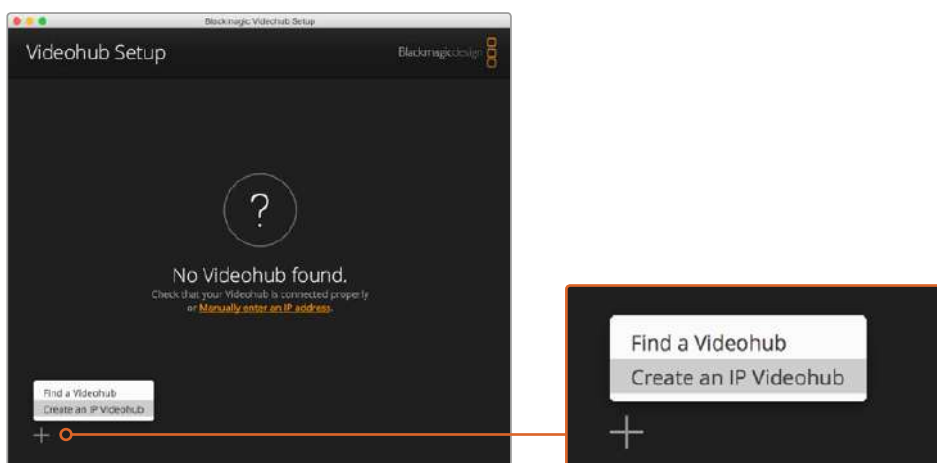 Blackmagic Videohub Setup
Videohub Setup
Blackmagicdesign
?
No Videohub found.
Check that your Videohub is connected properly
or Manually enter an IP address.
Find a Videohub
Create an IP Videohub
Find a Videohub
Create an IP Videohub